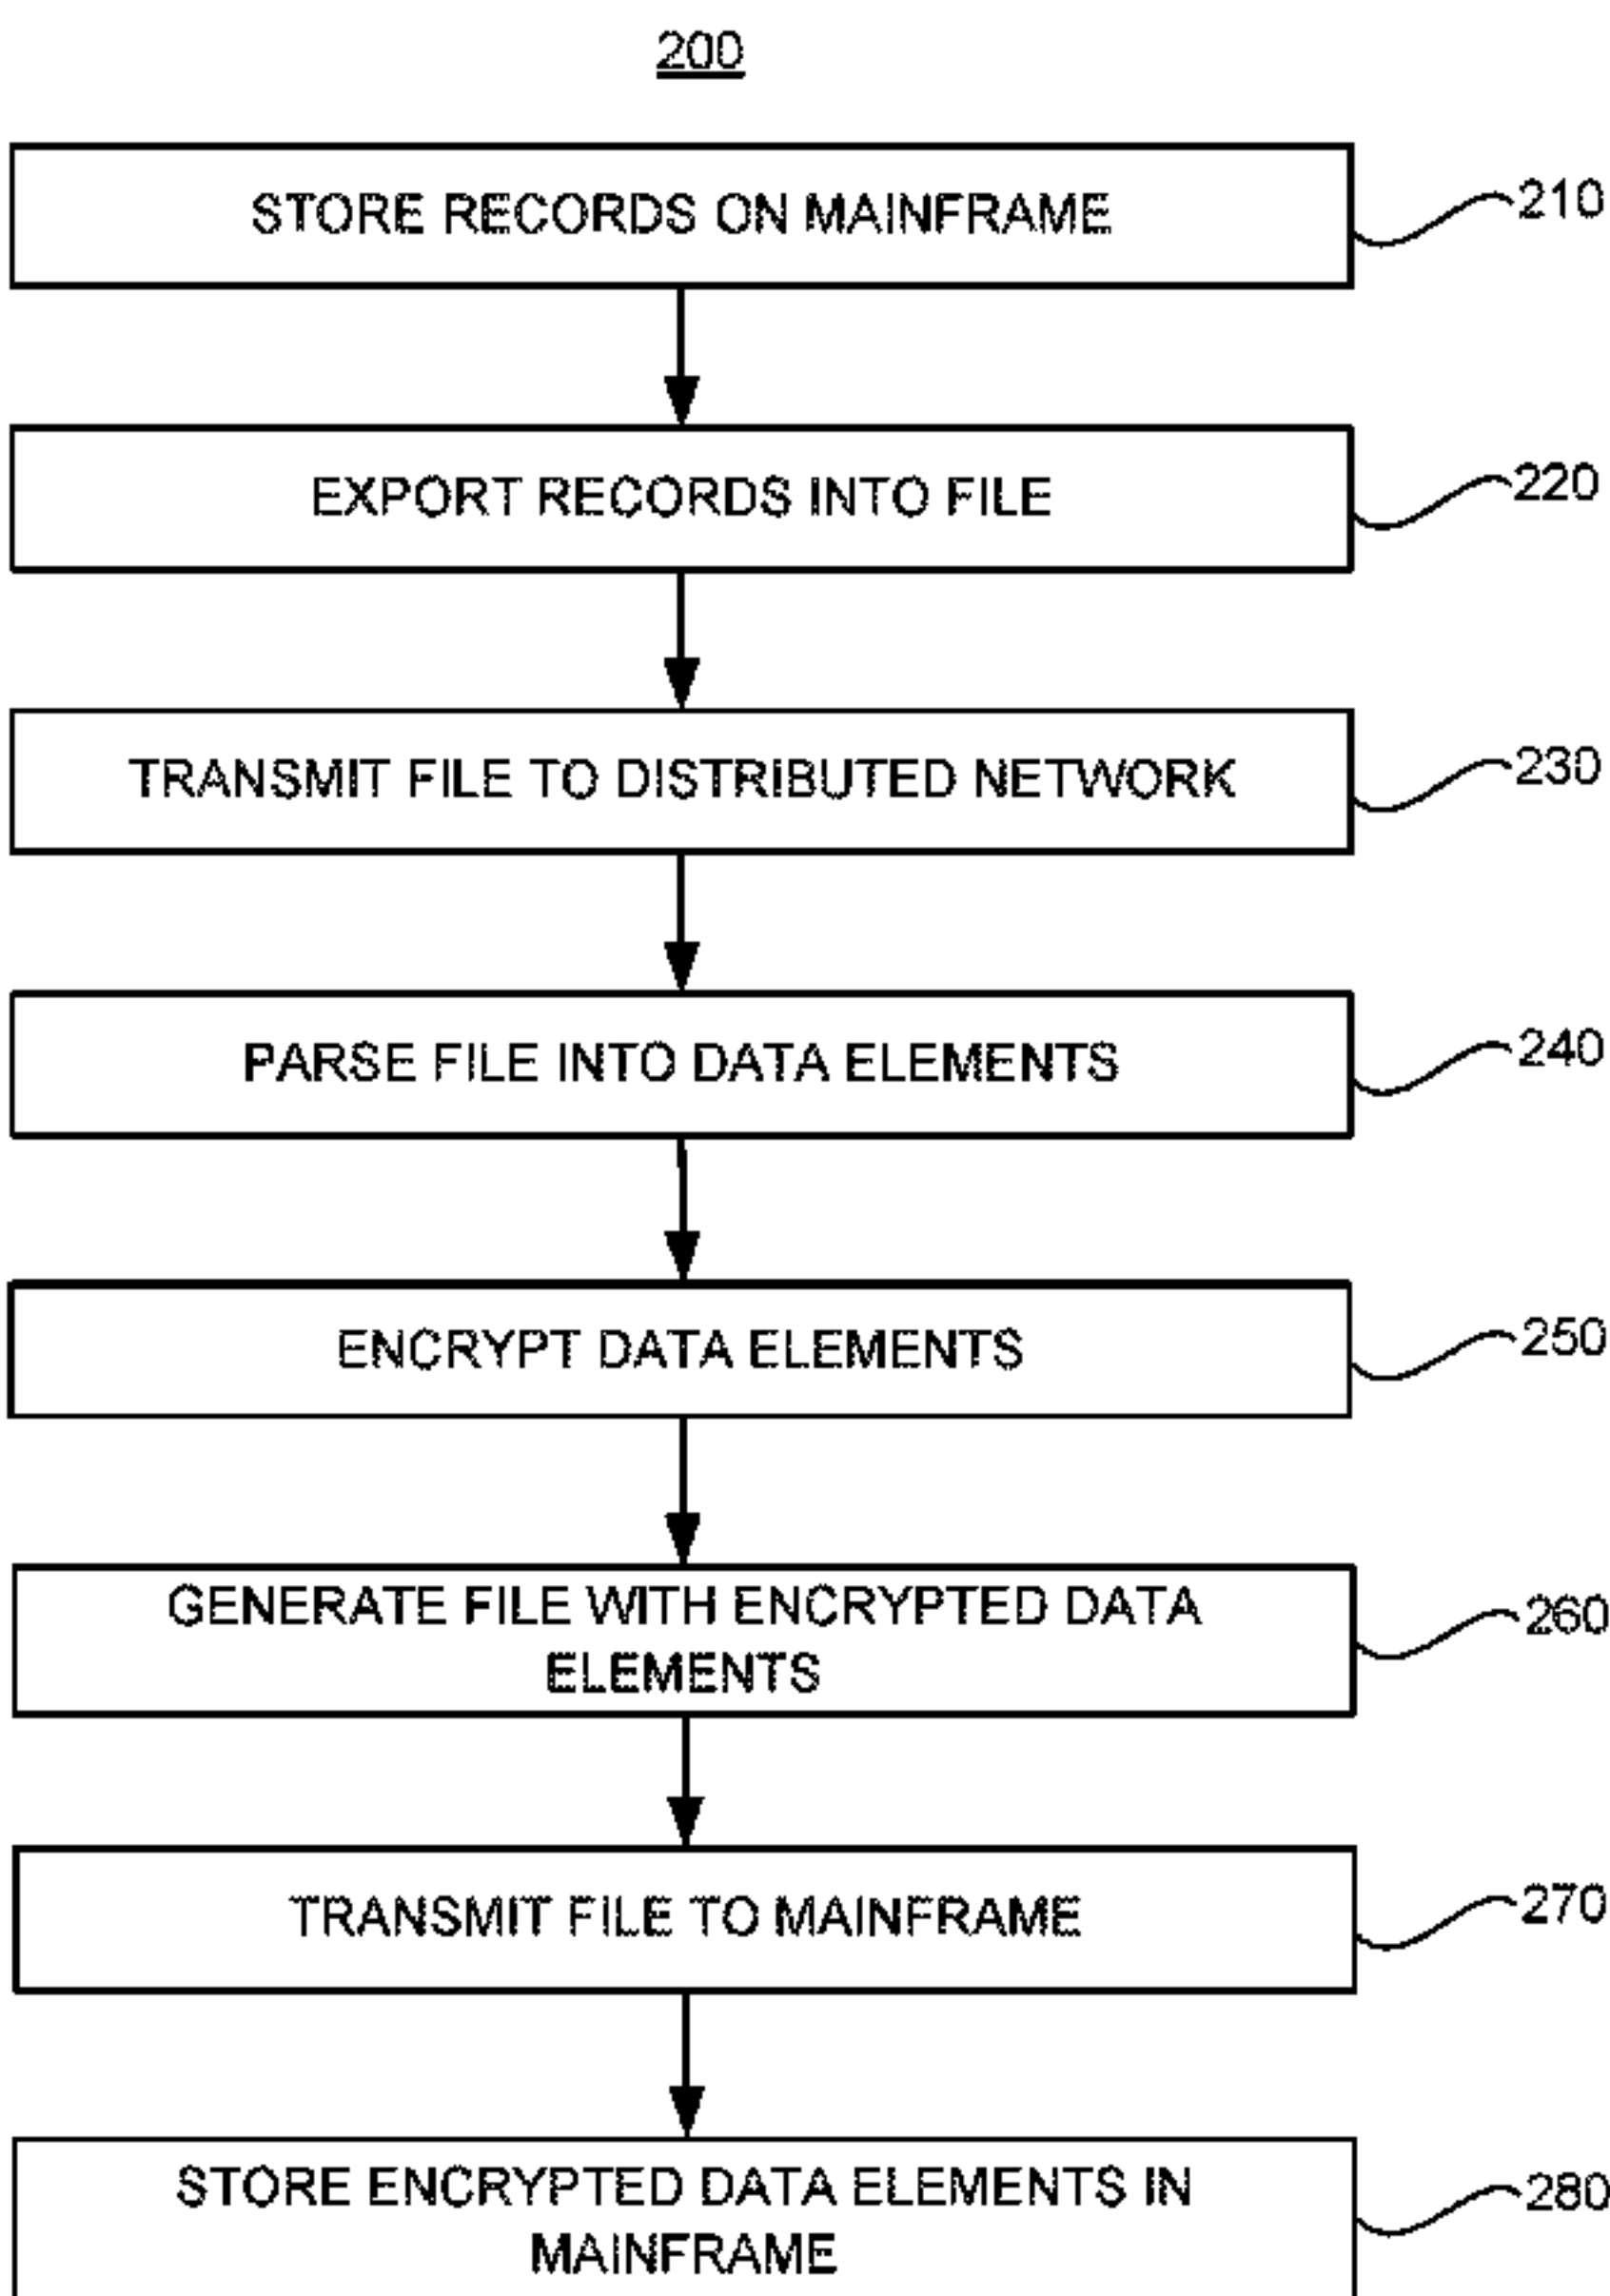 200
STORE RECORDS ON MAINFRAME
210
EXPORT RECORDS INTO FILE
220
TRANSMIT FILE TO DISTRIBUTED NETWORK
230
PARSE FILE INTO DATA ELEMENTS
240
ENCRYPT DATA ELEMENTS
250
GENERATE FILE WITH ENCRYPTED DATA
ELEMENTS
260
TRANSMIT FILE TO MAINFRAME
270
STORE ENCRYPTED DATA ELEMENTS IN
MAINFRAME
280